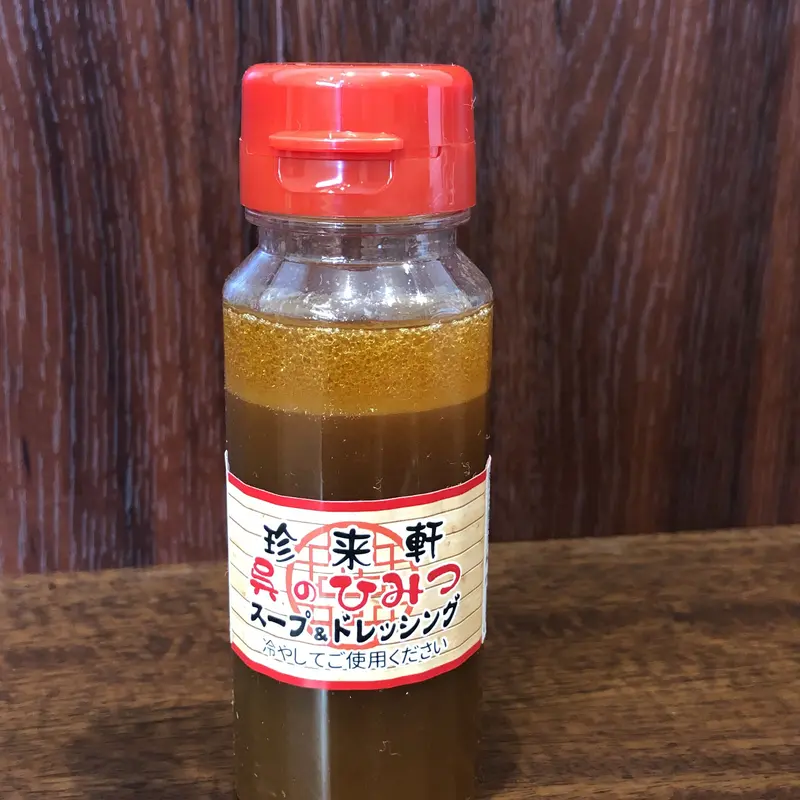 珍来軒
呉のひみつ
スープ&ドレッシング
冷やしてご使用ください